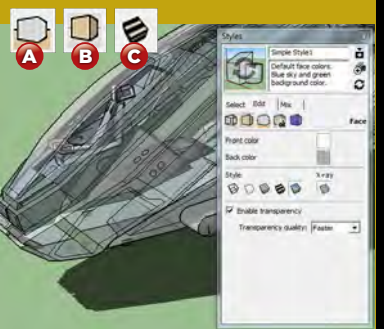 A B C
Styles
Simple Style1
Default face colors.
Blue sky and green
background color.
Select Edit Mix
Face
Front color
Back color
Style X-ray
Enable transparency
Transparency quality: Faster